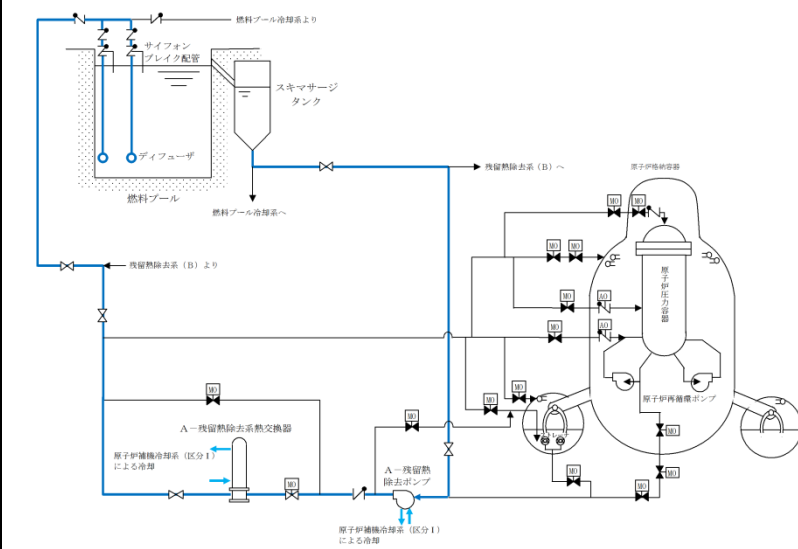 燃料プール冷却系より
サイフォン
ブレイク配管
スキマサージ
タンク
ディフューザ
燃料プール
燃料プール冷却系へ
残留熱除去系(B)へ
原子炉格納容器
MO
MO
MO
MO
残留熱除去系(B)より
原子炉圧力容器
MO
AO
MO
AO
MO
MO
MO
MO
原子炉再循環ポンプ
ストレーナ
A-残留熱除去系熱交換器
原子炉補機冷却系(区分Ⅰ)
による冷却
MO
A-残留熱
除去ポンプ
MO
MO
MO
MO
原子炉補機冷却系(区分Ⅰ)
による冷却